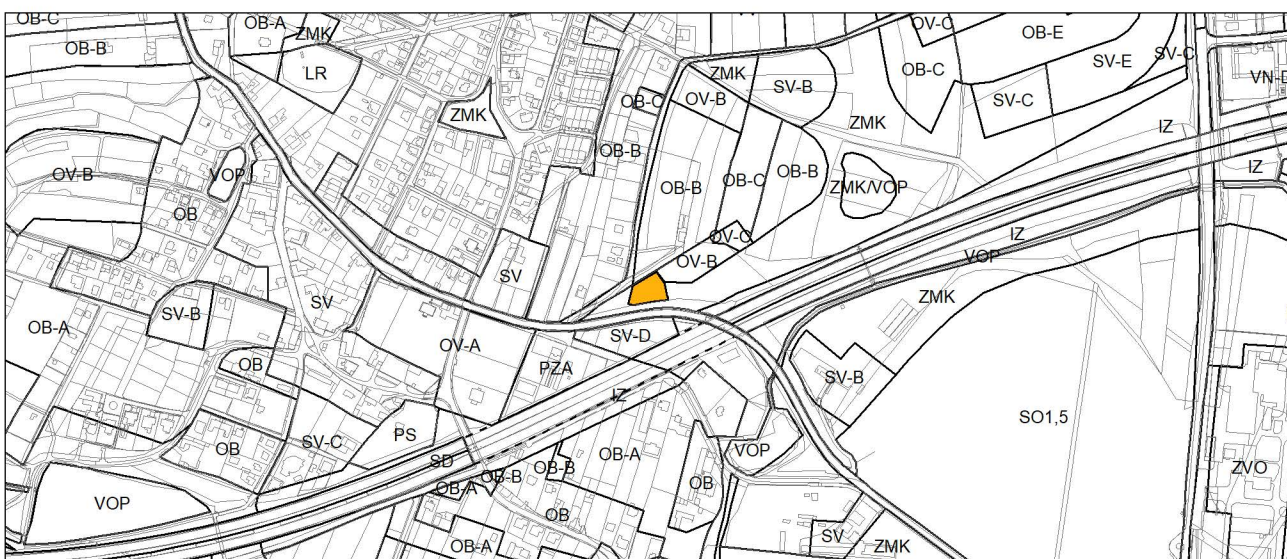 OB-C
OB-A
OV-C
OB-B
ZMK
OB-E
SV-C
LR
ZMK
SV-B
OB-C
SV-E
OB-C
OV-B
SV-C
ZMK
ZMK
IZ
OB-B
OV-B
VOP
OB-B
OB-C
OB-B
ZMK/VOP
IZ
OB
OV-C
IZ
SV
SV
OV-B
VOP
ZMK
SV-B
OB-A
SV-D
OV-A
OB
PZA
SV-B
IZ
SO1,5
PS
SV-C
OB
SD
OB-B
OB-A
OB
VOP
ZVO
VOP
OB-A
OB-B
OB
SV
OB-A
ZMK